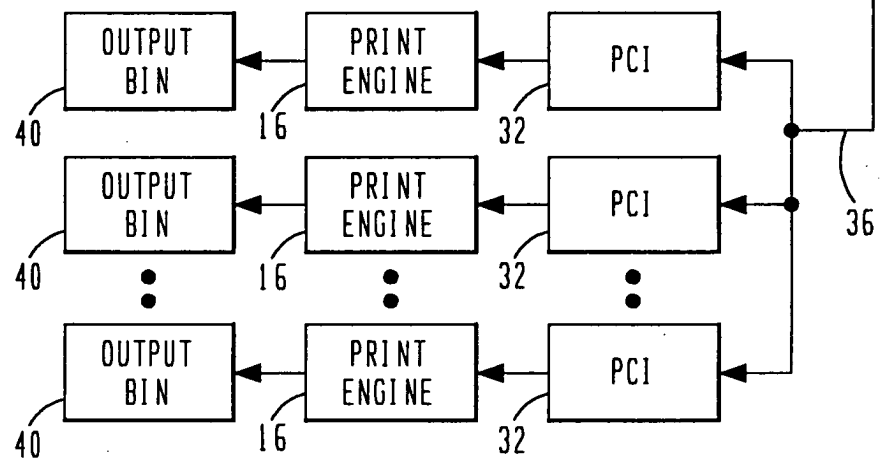 OUTPUT BIN
PRINT ENGINE
PCI
40
16
32
OUTPUT BIN
PRINT ENGINE
PCI
36
40
16
32
OUTPUT BIN
PRINT ENGINE
PCI
40
16
32